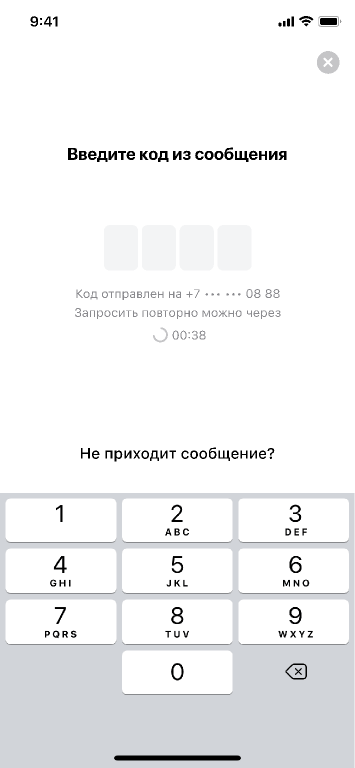 9:41
Введите код из сообщения
Код отправлен на +7 ••• ••• 08 88
Запросить повторно можно через
00:38
Не приходит сообщение?
1
2
ABC
3
DEF
4
GHI
5
JKL
6
MNO
7
PQRS
8
TUV
9
WXYZ
0